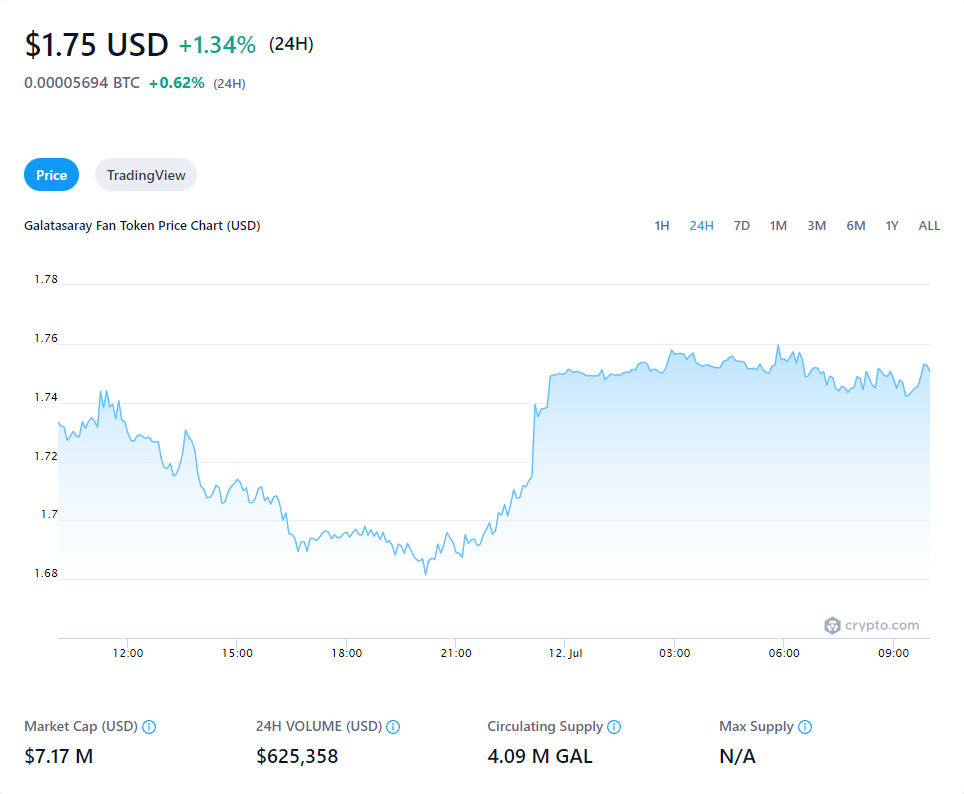 $1.75 USD +1.34% (24H)
0.00005694 BTC +0.62% (24H)
Price TradingView
Galatasaray Fan Token Price Chart (USD) 1H 24H 7D 1M 3M 6M 1Y ALL
1.78
1.76
1.74
1.72
1.7
1.68
crypto.com
12:00 15:00 18:00 21:00 12. Jul 03:00 06:00 09:00
Market Cap (USD) 24H VOLUME (USD) Circulating Supply Max Supply
$7.17 M $625,358 4.09 M GAL N/A